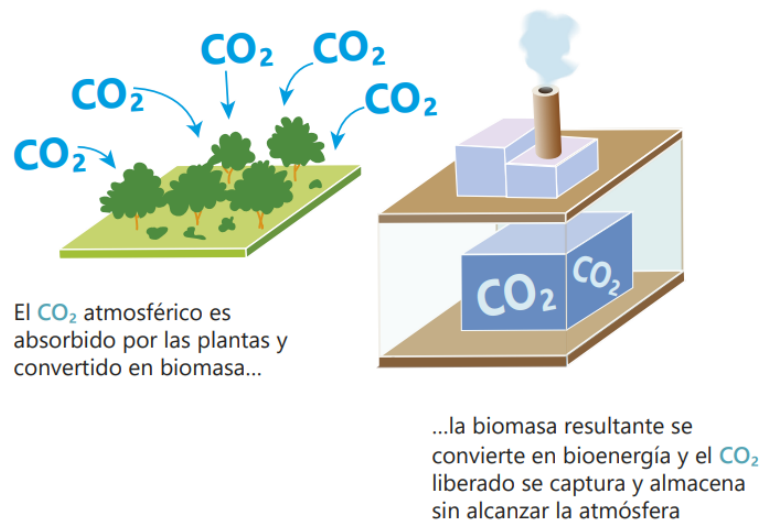 CO₂
CO₂
CO₂
CO₂
CO₂
El CO₂ atmosférico es
absorbido por las plantas y
convertido en biomasa...
CO₂
CO₂
...la biomasa resultante se
convierte en bioenergía y el CO₂
liberado se captura y almacena
sin alcanzar la atmósfera